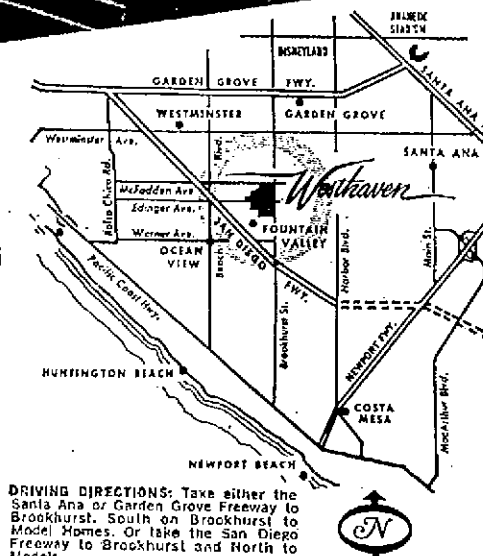 ANAHEIM
STADIUM
DISNEYLAND
SANTA ANA
GARDEN GROVE FWY.
WESTMINSTER
GARDEN GROVE
Westminster Ave.
Blvd.
SANTA ANA
Bolsa Chica Rd.
McFadden Ave.
Westhaven
Edinger Ave.
Warner Ave.
SAN DIEGO
FOUNTAIN
VALLEY
OCEAN
VIEW
Beach
Harbor Blvd.
Main St.
Pacific Coast Hwy.
FWY.
Brookhurst St.
NEWPORT FWY.
HUNTINGTON BEACH
MacArthur Blvd.
COSTA
MESA
NEWPORT BEACH
DRIVING DIRECTIONS: Take either the
Santa Ana or Garden Grove Freeway to
Brookhurst. South on Brookhurst to
Model Homes. Or take the San Diego
Freeway to Brookhurst and North to
Models.
N